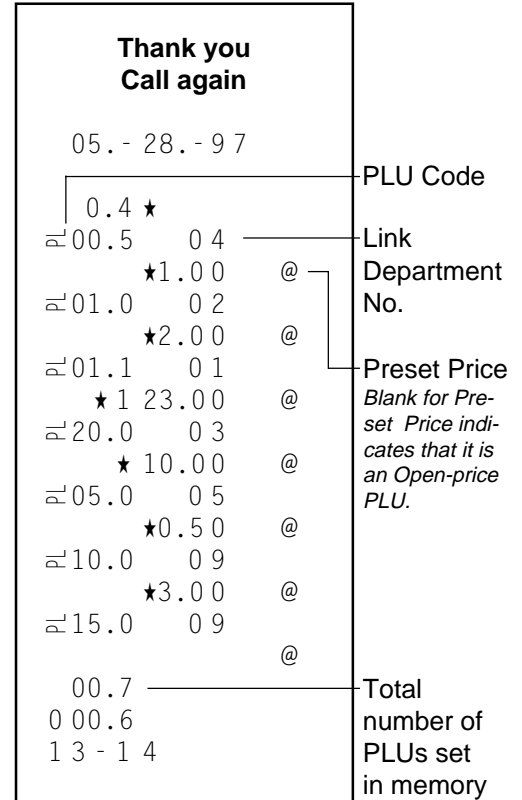 Thank you
Call again
05.-28.-97
0.4 ★
PL00.5 04
★1.00 @
PL01.0 02
★2.00 @
PL01.1 01
★123.00 @
PL20.0 03
★10.00 @
PL05.0 05
★0.50 @
PL10.0 09
★3.00 @
PL15.0 09
@
00.7
000.6
13-14
PLU Code
Link
Department
No.
Preset Price
Blank for Pre-
set Price indi-
cates that it is
an Open-price
PLU.
Total
number of
PLUs set
in memory